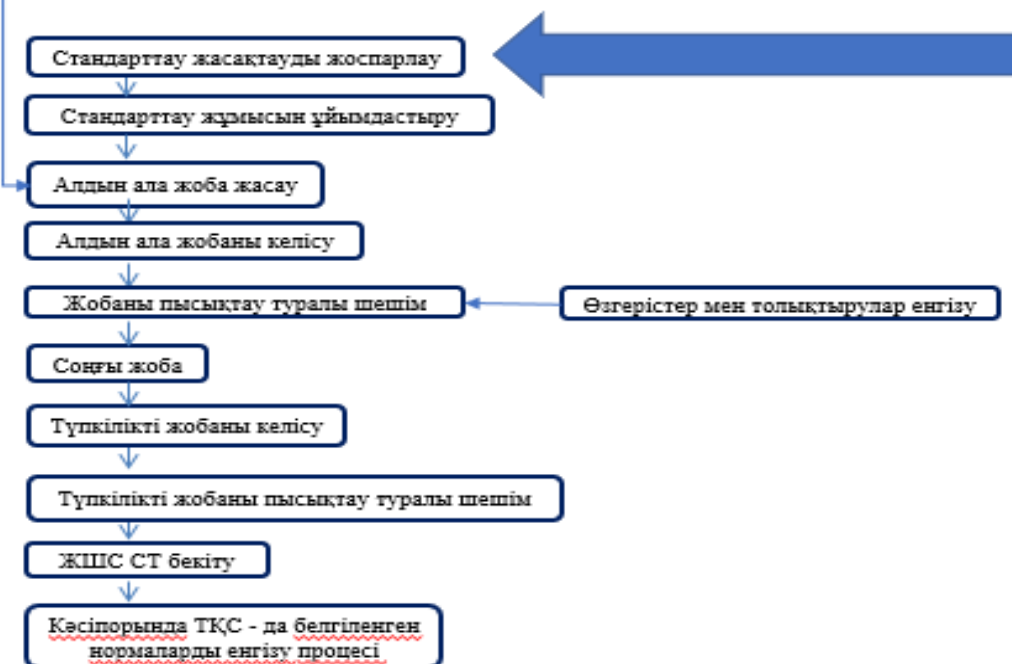 Стандарттау жасақтауды жоспарлау
Стандарттау жұмысын ұйымдастыру
Алдын ала жоба жасау
Алдын ала жобаны келісу
Жобаны пысықтау туралы шешім
Өзгерістер мен толықтырулар енгізу
Соңғы жоба
Түпкілікті жобаны келісу
Түпкілікті жобаны пысықтау туралы шешім
ЖШС СТ бекіту
Кәсіпорында ТҚС - да белгіленген
нормаларды енгізу процесі